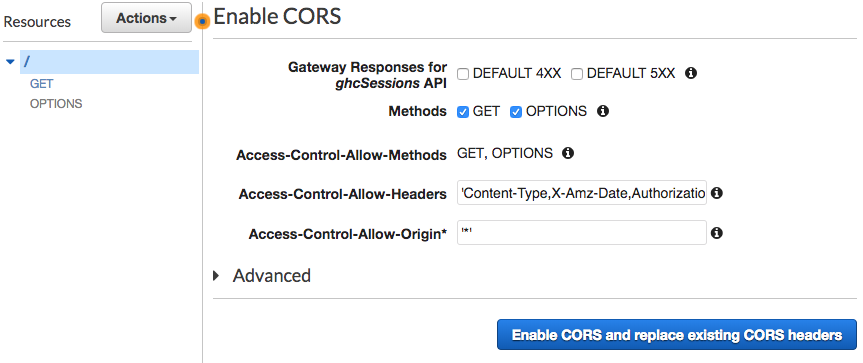 Resources
Actions
Enable CORS
/
GET
OPTIONS
Gateway Responses for
ghcSessions API
DEFAULT 4XX
DEFAULT 5XX
Methods
GET
OPTIONS
Access-Control-Allow-Methods
GET, OPTIONS
Access-Control-Allow-Headers
'Content-Type,X-Amz-Date,Authorizatio
Access-Control-Allow-Origin*
'*'
Advanced
Enable CORS and replace existing CORS headers